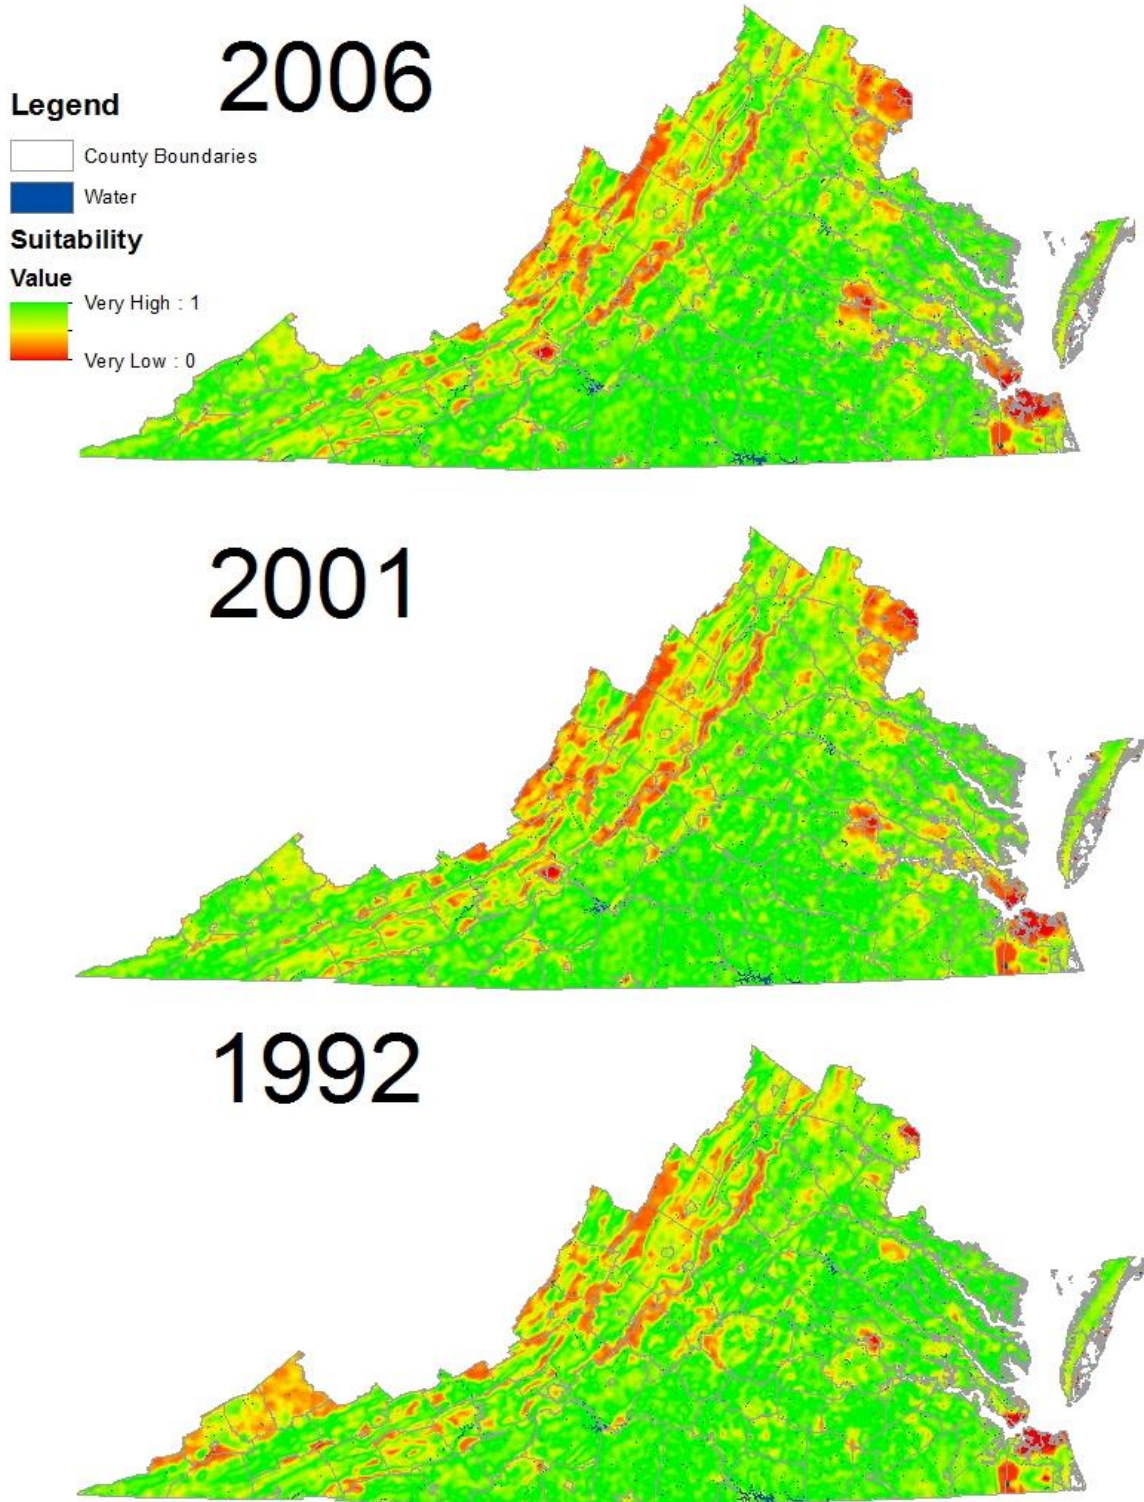 2006
Legend
County Boundaries
Water
Suitability
Value
Very High : 1
Very Low : 0
2001
1992